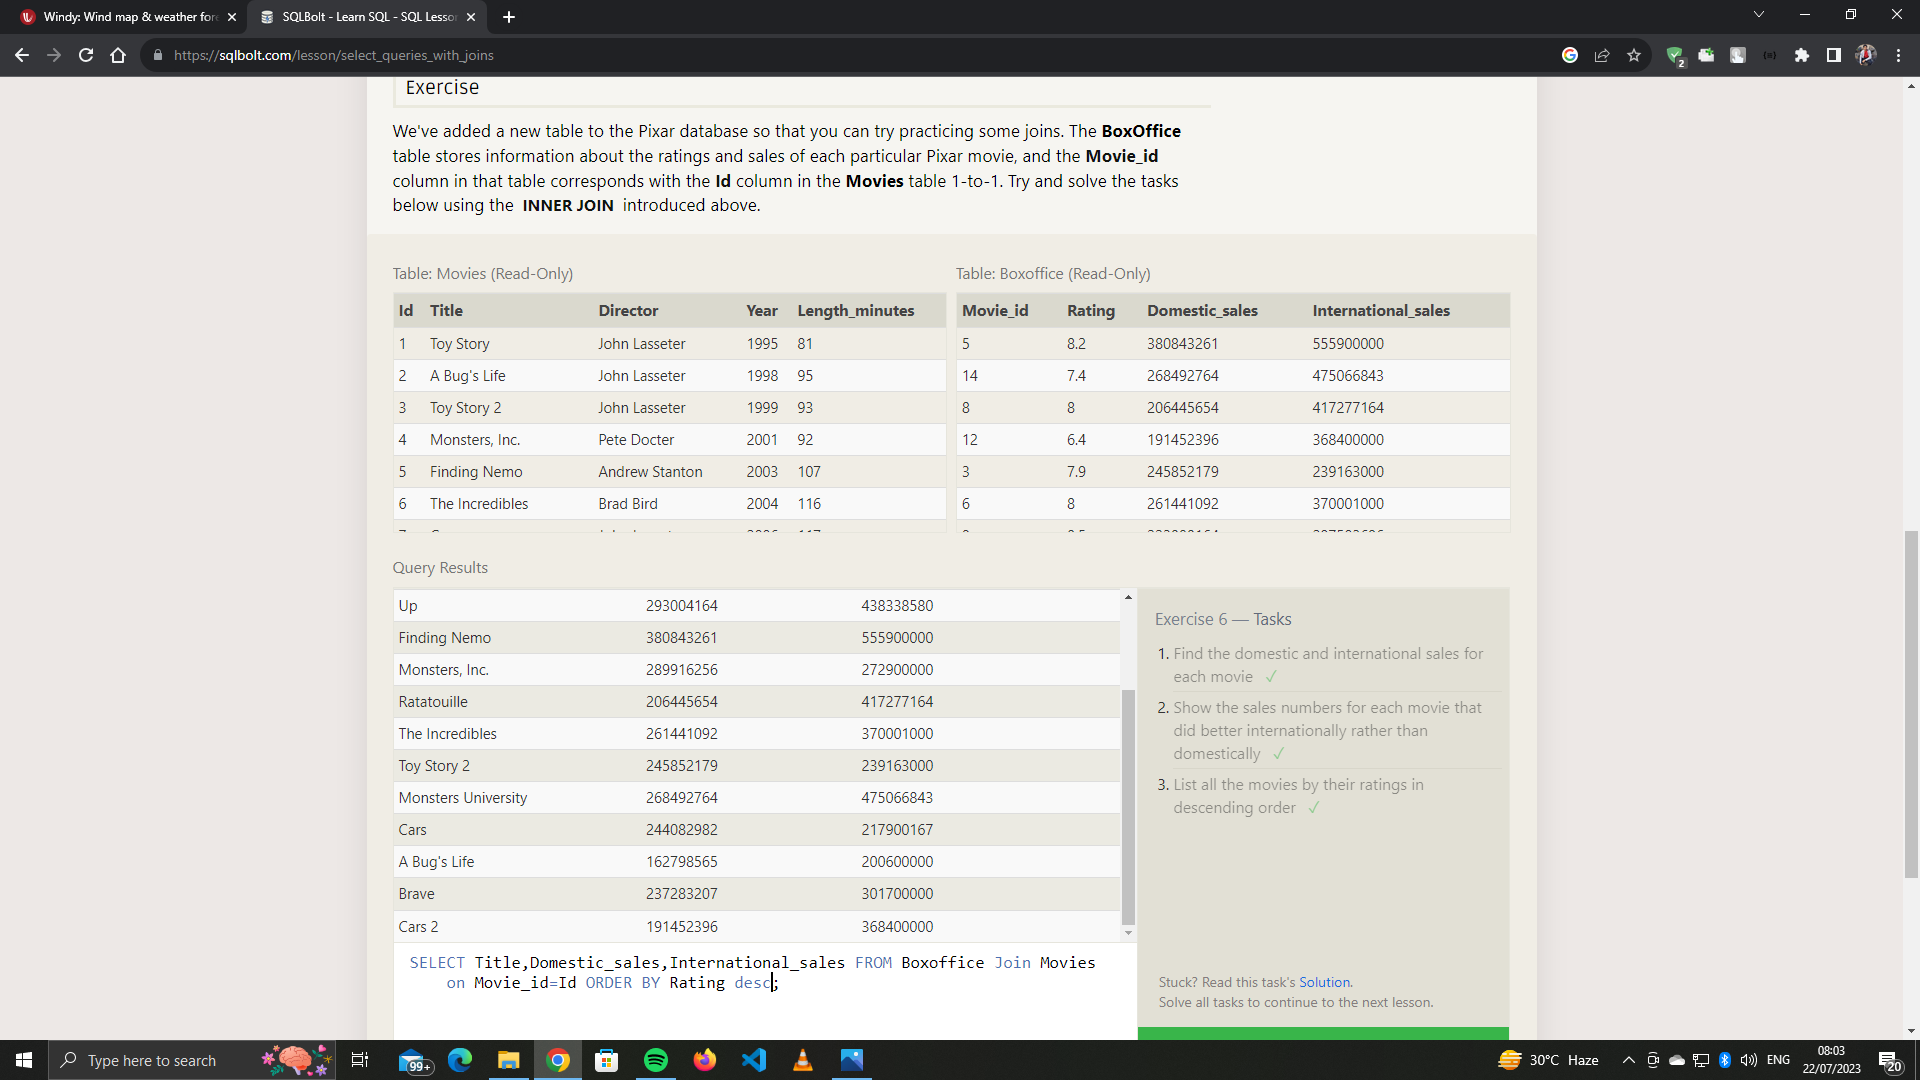 Windy: Wind map & weather fore
SQLBolt - Learn SQL - SQL Lesson
https://sqlbolt.com/lesson/select_queries_with_joins
2
Exercise
We've added a new table to the Pixar database so that you can try practicing some joins. The BoxOffice
table stores information about the ratings and sales of each particular Pixar movie, and the Movie_id
column in that table corresponds with the Id column in the Movies table 1-to-1. Try and solve the tasks
below using the INNER JOIN introduced above.
Table: Movies (Read-Only)
Id Title Director Year Length_minutes
1 Toy Story John Lasseter 1995 81
2 A Bug's Life John Lasseter 1998 95
3 Toy Story 2 John Lasseter 1999 93
4 Monsters, Inc. Pete Docter 2001 92
5 Finding Nemo Andrew Stanton 2003 107
6 The Incredibles Brad Bird 2004 116
Table: Boxoffice (Read-Only)
Movie_id Rating Domestic_sales International_sales
5 8.2 380843261 555900000
14 7.4 268492764 475066843
8 8 206445654 417277164
12 6.4 191452396 368400000
3 7.9 245852179 239163000
6 8 261441092 370001000
Query Results
Up 293004164 438338580
Finding Nemo 380843261 555900000
Monsters, Inc. 289916256 272900000
Ratatouille 206445654 417277164
The Incredibles 261441092 370001000
Toy Story 2 245852179 239163000
Monsters University 268492764 475066843
Cars 244082982 217900167
A Bug's Life 162798565 200600000
Brave 237283207 301700000
Cars 2 191452396 368400000
SELECT Title,Domestic_sales,International_sales FROM Boxoffice Join Movies
on Movie_id=Id ORDER BY Rating desc;
Exercise 6 — Tasks
1. Find the domestic and international sales for
each movie ✓
2. Show the sales numbers for each movie that
did better internationally rather than
domestically ✓
3. List all the movies by their ratings in
descending order ✓
Stuck? Read this task's Solution.
Solve all tasks to continue to the next lesson.
Type here to search
99+
30°C Haze
ENG
08:03
22/07/2023
20